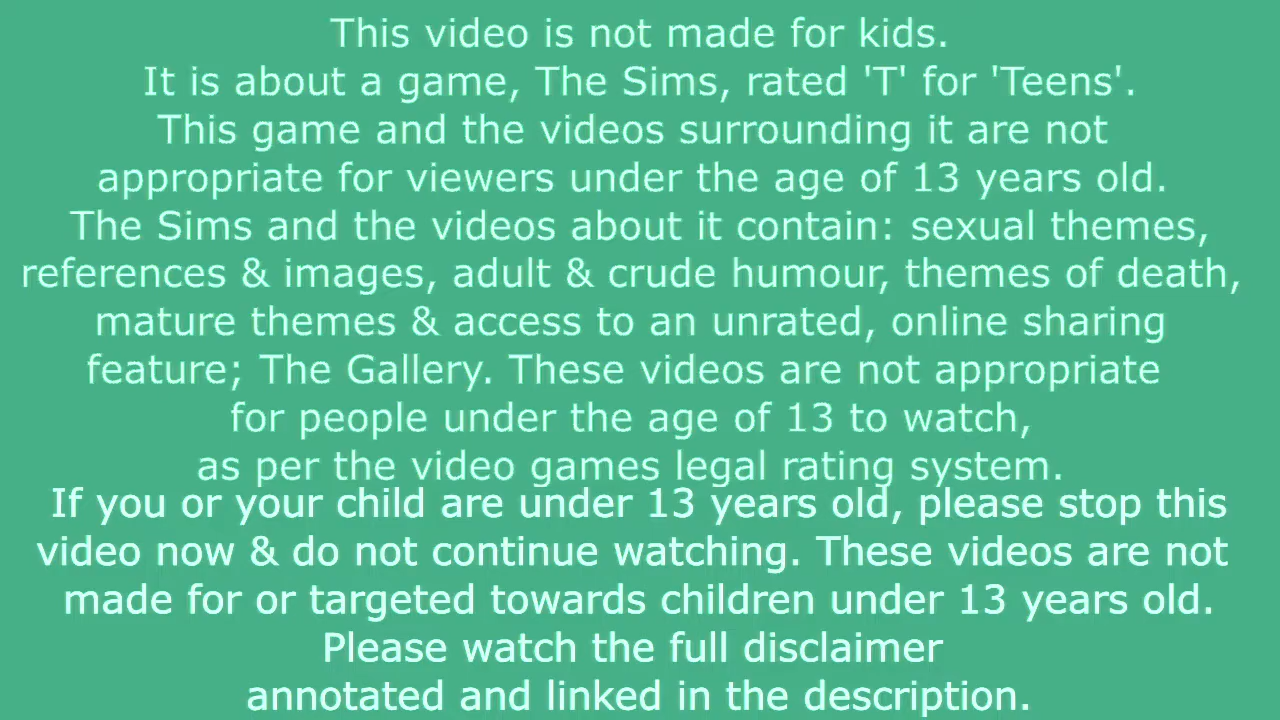 This video is not made for kids.
It is about a game, The Sims, rated 'T' for 'Teens'.
This game and the videos surrounding it are not
appropriate for viewers under the age of 13 years old.
The Sims and the videos about it contain: sexual themes,
references & images, adult & crude humour, themes of death,
mature themes & access to an unrated, online sharing
feature; The Gallery. These videos are not appropriate
for people under the age of 13 to watch,
as per the video games legal rating system.
If you or your child are under 13 years old, please stop this
video now & do not continue watching. These videos are not
made for or targeted towards children under 13 years old.
Please watch the full disclaimer
annotated and linked in the description.